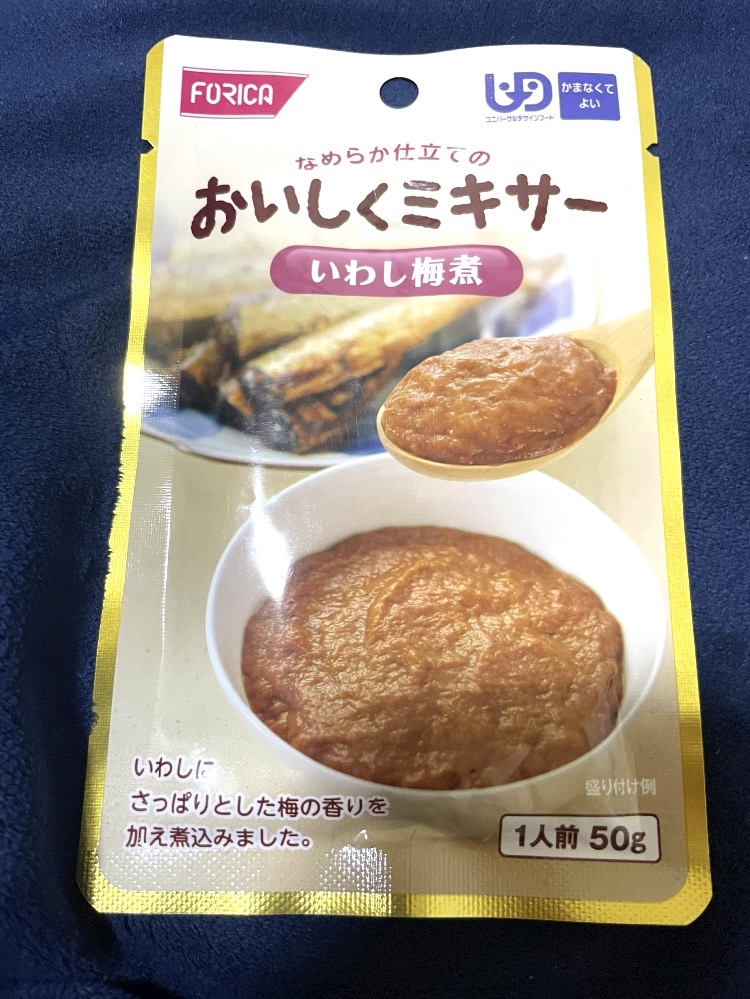 FORICA
ユニバーサルデザインフード
かまなくて
よい
なめらか仕立ての
おいしくミキサー
いわし梅煮
いわしに
さっぱりとした梅の香りを
加え煮込みました。
盛り付け例
1人前 50g